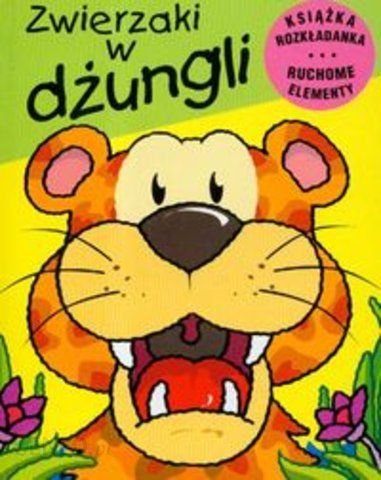 Zwierzaki
w
dżungli
KSIĄŻKA
ROZKŁADANKA
•••
RUCHOME
ELEMENTY